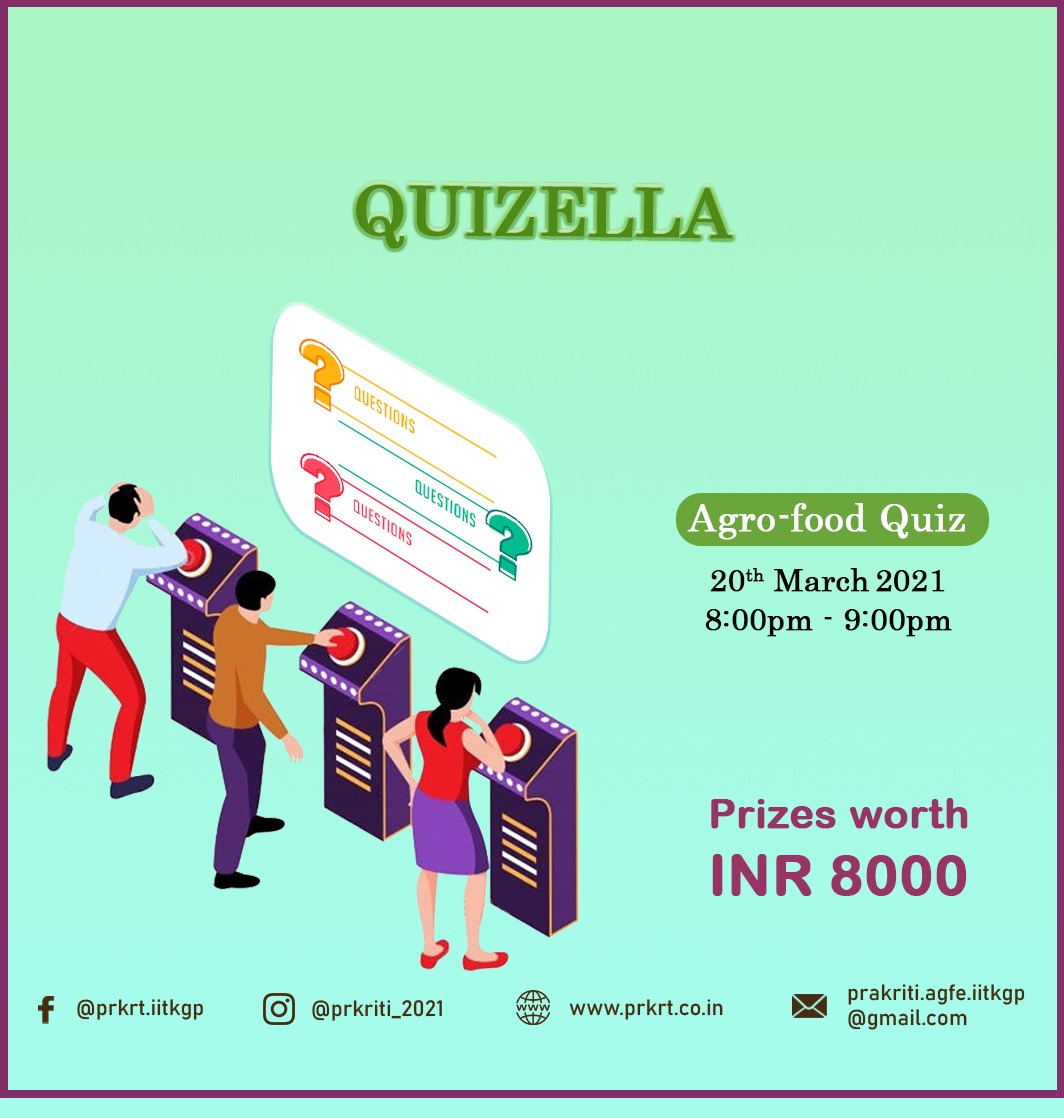 QUIZELLA
QUESTIONS
QUESTIONS
QUESTIONS
Agro-food Quiz
20th March 2021
8:00pm - 9:00pm
Prizes worth
INR 8000
@prkrt.iitkgp
@prkriti_2021
www
www.prkrt.co.in
prakriti.agfe.iitkgp
@gmail.com